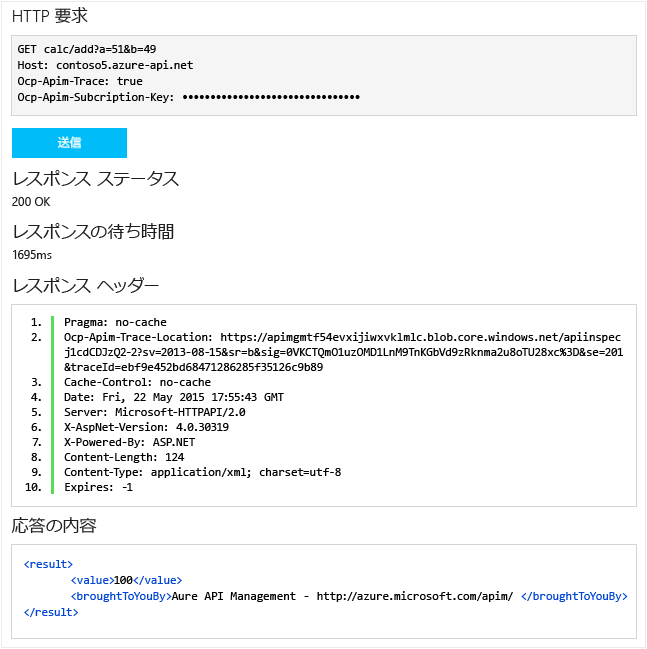 HTTP 要求
GET calc/add?a=51&b=49
Host: contoso5.azure-api.net
Ocp-Apim-Trace: true
Ocp-Apim-Subcription-Key: ••••••••••••••••••••••••••••••••
送信
レスポンス ステータス
200 OK
レスポンスの待ち時間
1695ms
レスポンス ヘッダー
1. Pragma: no-cache
2. Ocp-Apim-Trace-Location: https://apimgmtf54evxijiwxvklmlc.blob.core.windows.net/apiinspec
j1cdCDJzQ2-2?sv=2013-08-15&sr=b&sig=0VKCTQmO1uzOMD1LnM9TnKGbVd9zRknma2u8oTU28xc%3D&se=201
&traceId=ebf9e452bd68471286285f35126c9b89
3. Cache-Control: no-cache
4. Date: Fri, 22 May 2015 17:55:43 GMT
5. Server: Microsoft-HTTPAPI/2.0
6. X-AspNet-Version: 4.0.30319
7. X-Powered-By: ASP.NET
8. Content-Length: 124
9. Content-Type: application/xml; charset=utf-8
10. Expires: -1
応答の内容
<result>
<value>100</value>
<broughtToYouBy>Aure API Management - http://azure.microsoft.com/apim/ </broughtToYouBy>
</result>